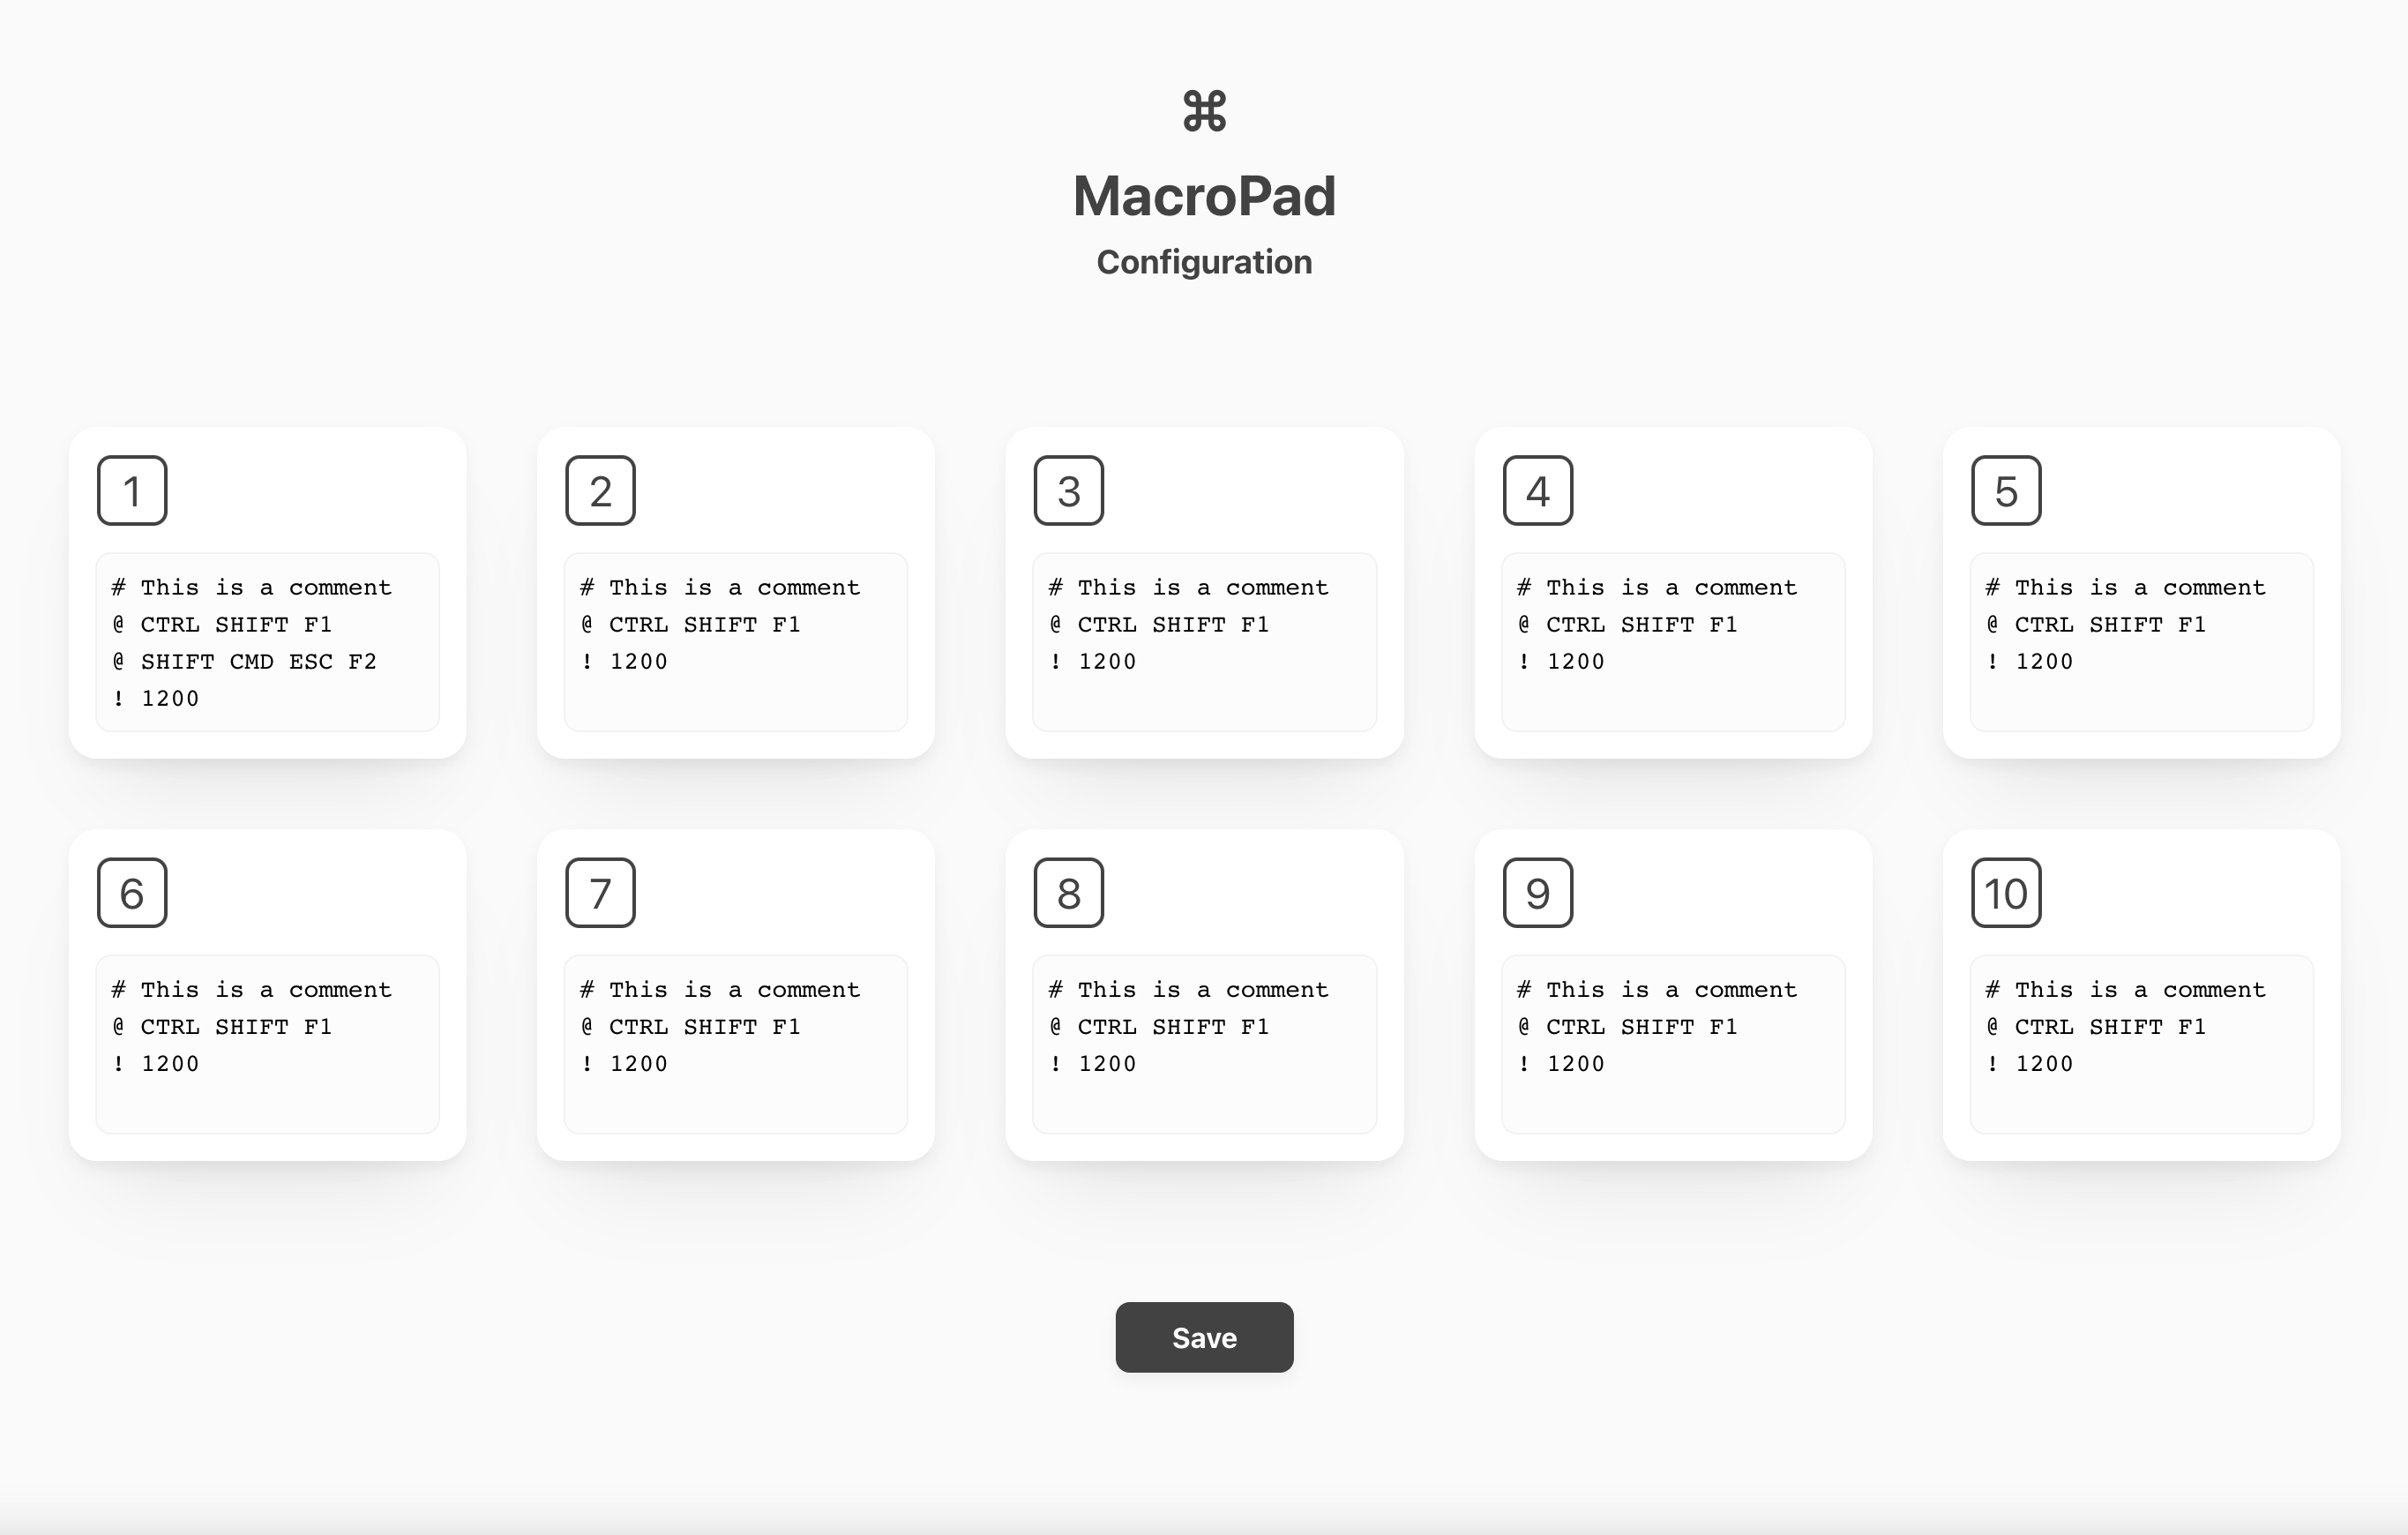 ⌘
MacroPad
Configuration
1
# This is a comment
@ CTRL SHIFT F1
@ SHIFT CMD ESC F2
! 1200
2
# This is a comment
@ CTRL SHIFT F1
! 1200
3
# This is a comment
@ CTRL SHIFT F1
! 1200
4
# This is a comment
@ CTRL SHIFT F1
! 1200
5
# This is a comment
@ CTRL SHIFT F1
! 1200
6
# This is a comment
@ CTRL SHIFT F1
! 1200
7
# This is a comment
@ CTRL SHIFT F1
! 1200
8
# This is a comment
@ CTRL SHIFT F1
! 1200
9
# This is a comment
@ CTRL SHIFT F1
! 1200
10
# This is a comment
@ CTRL SHIFT F1
! 1200
Save